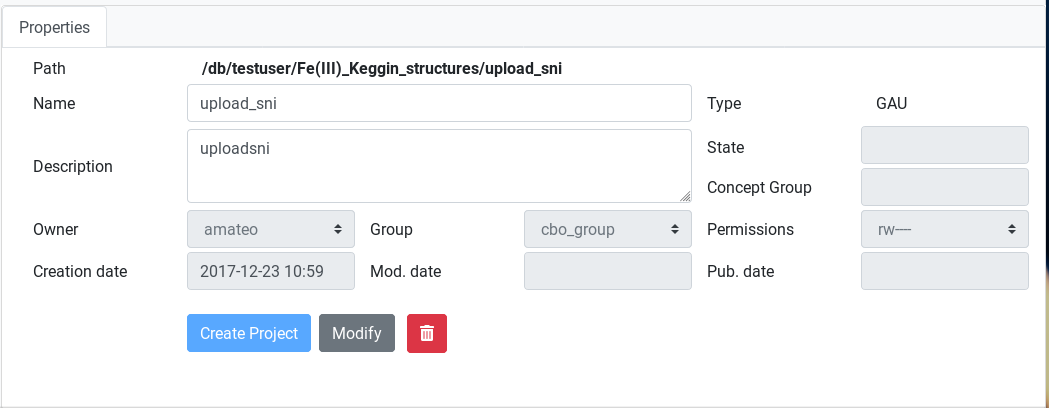 Properties
Path /db/testuser/Fe(III)_Keggin_structures/upload_sni
Name upload_sni Type GAU
Description uploadsni State
Concept Group
Owner amateo Group cbo_group Permissions rw----
Creation date 2017-12-23 10:59 Mod. date Pub. date
Create Project Modify